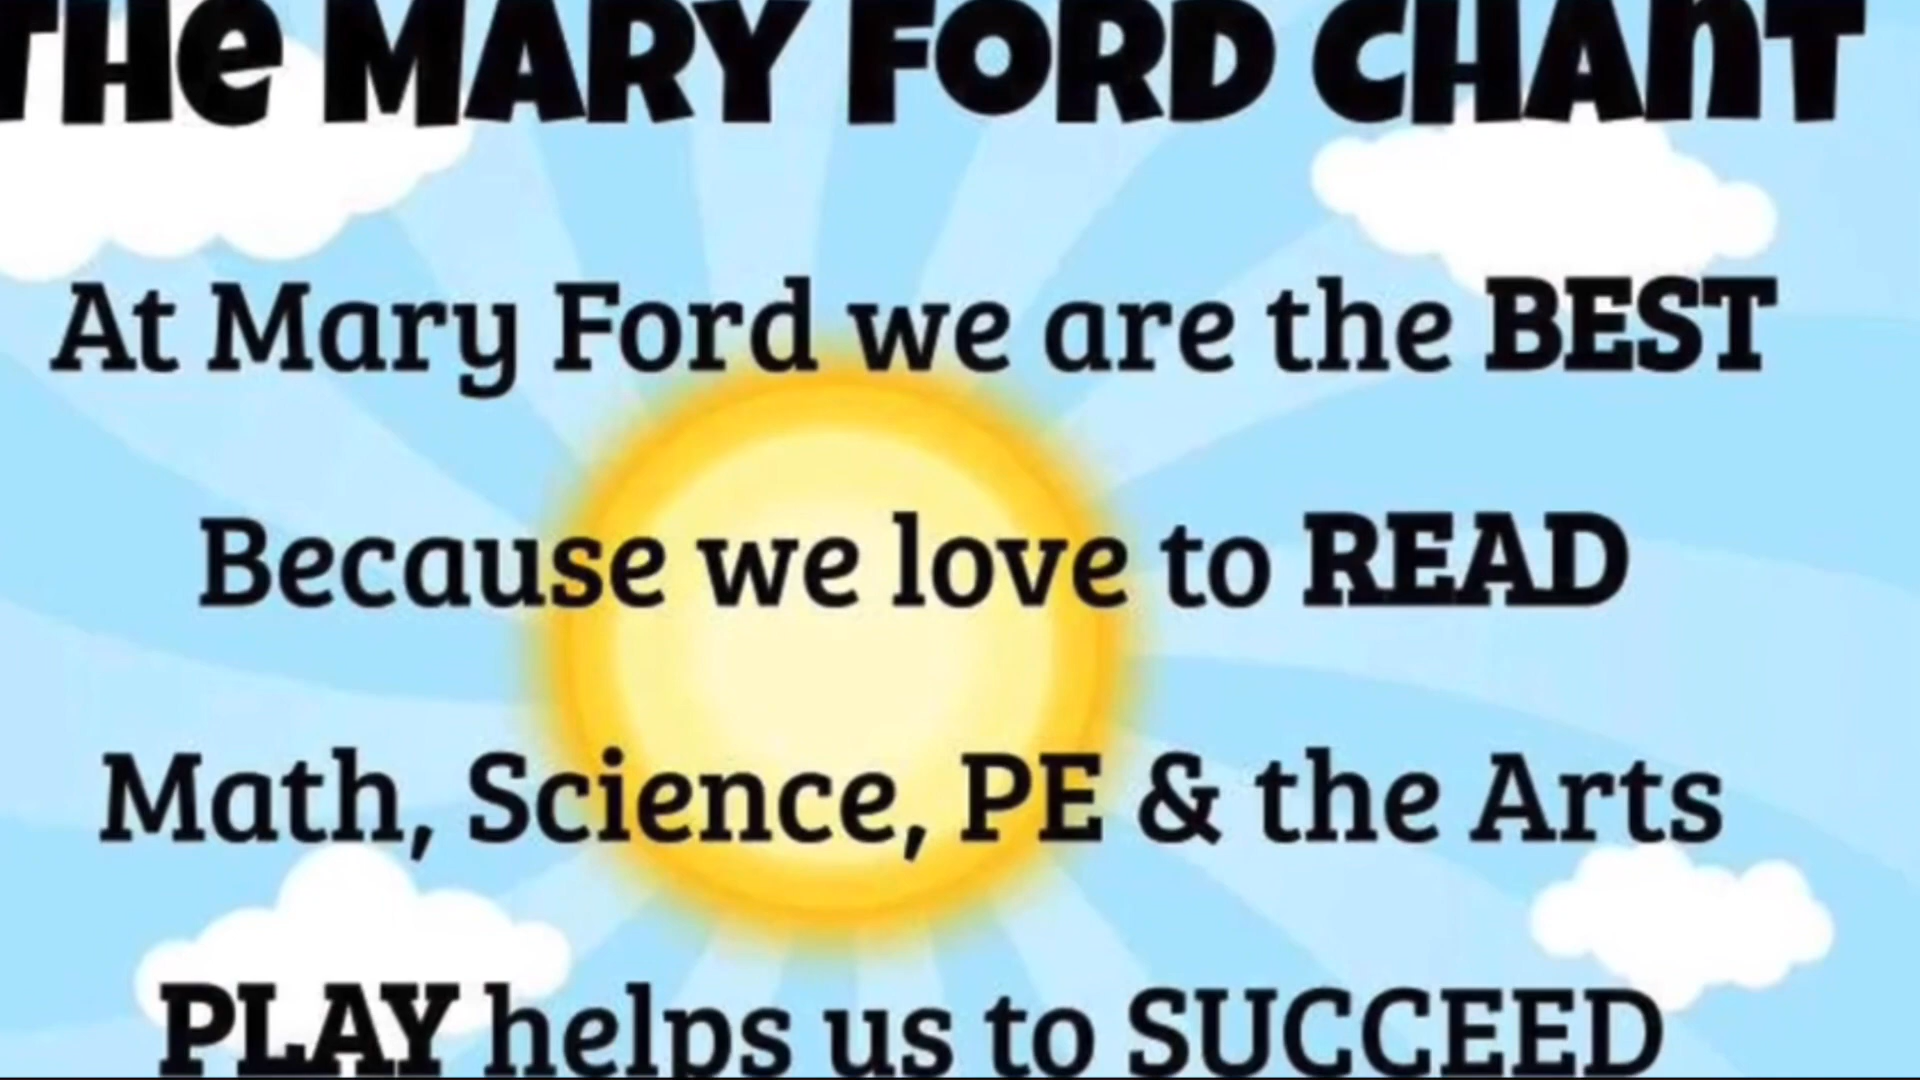 THe MARY FORD CHAnT
At Mary Ford we are the BEST
Because we love to READ
Math, Science, PE & the Arts
PLAY helps us to SUCCEED